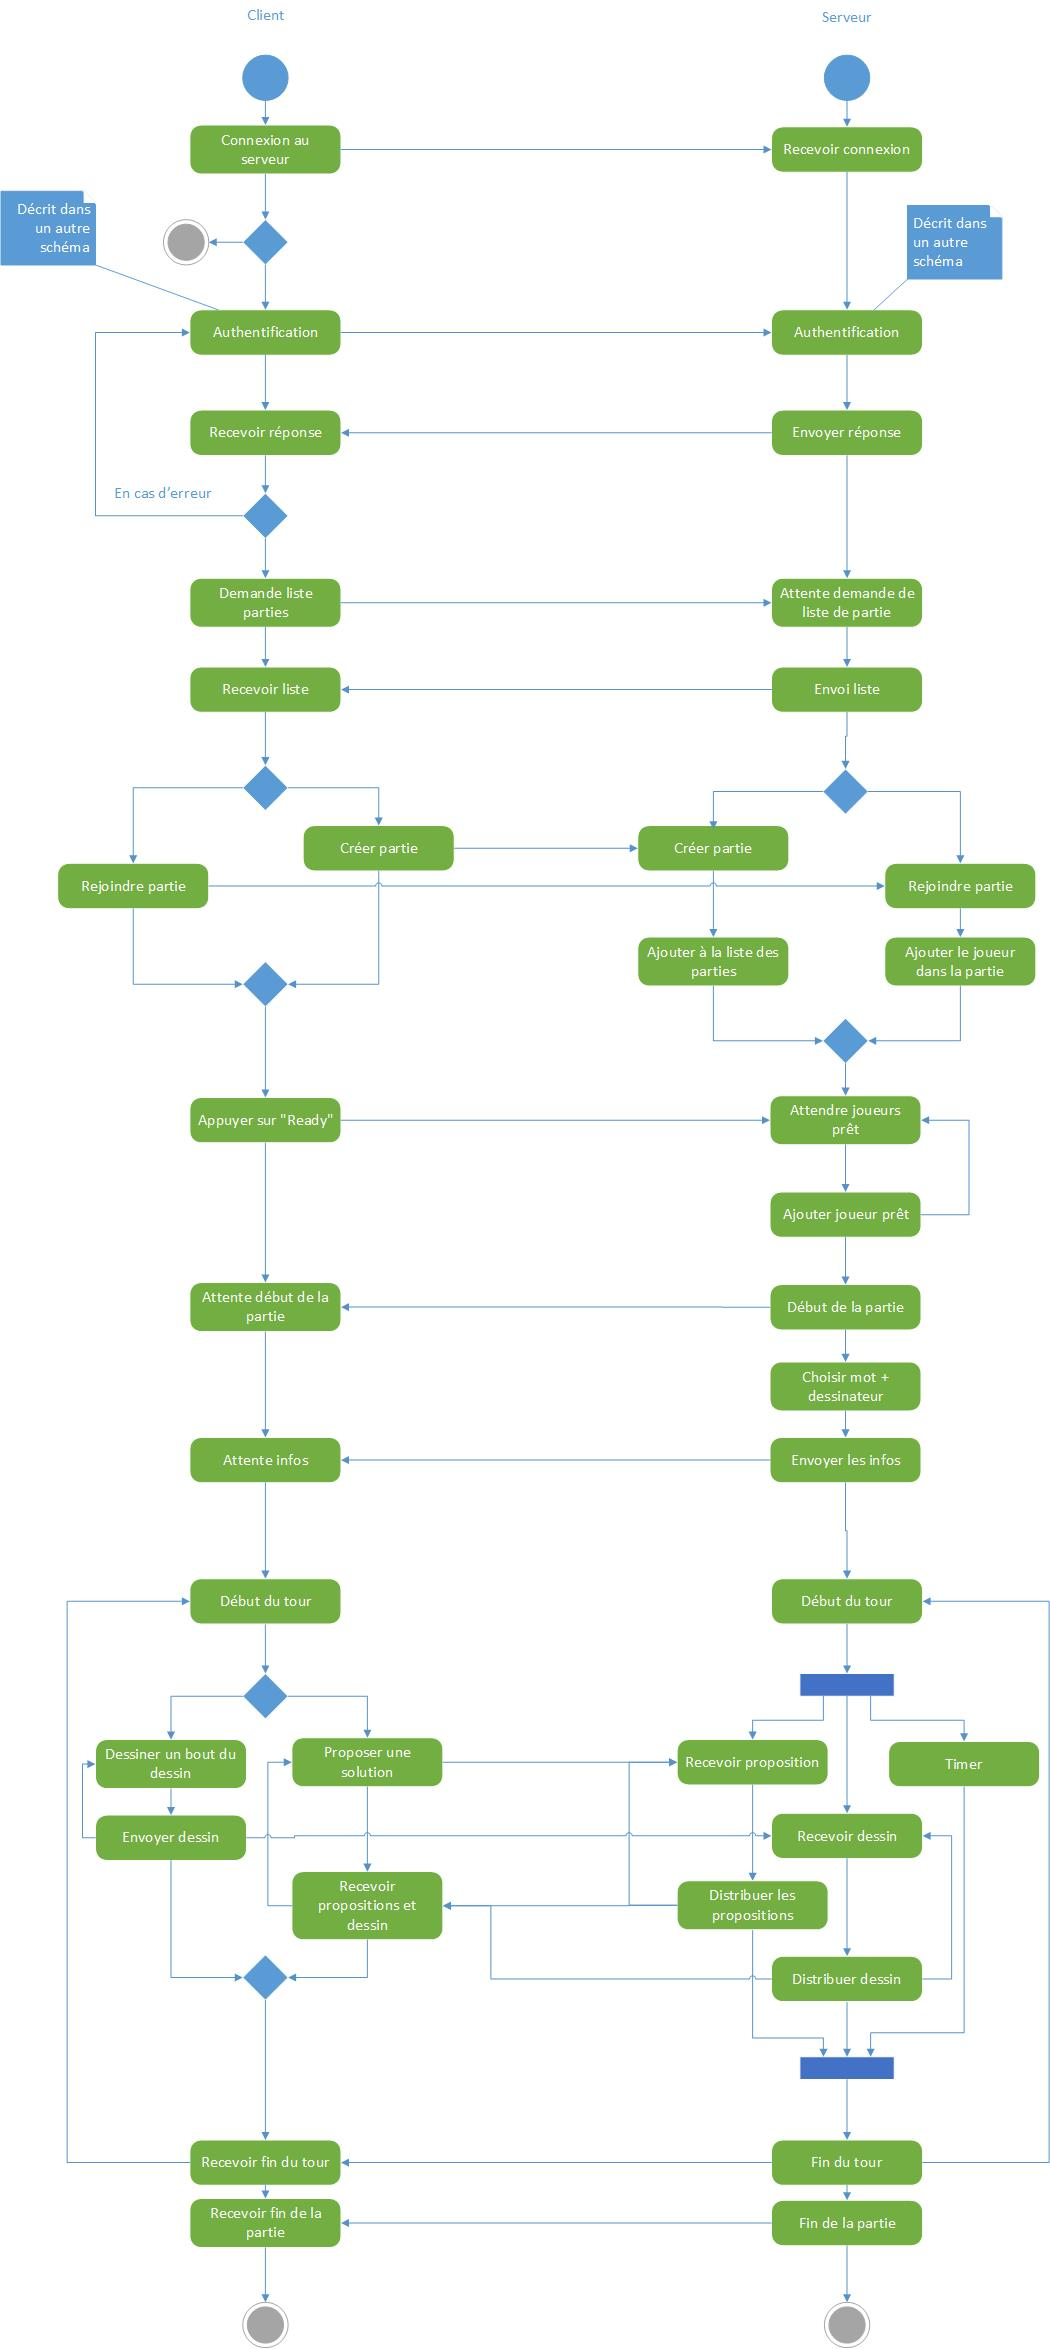 Client
Serveur
Connexion au
serveur
Recevoir connexion
Décrit dans
un autre
schéma
Décrit dans
un autre
schéma
Authentification
Authentification
Recevoir réponse
Envoyer réponse
En cas d’erreur
Demande liste
parties
Attente demande de
liste de partie
Recevoir liste
Envoi liste
Créer partie
Créer partie
Rejoindre partie
Rejoindre partie
Ajouter à la liste des
parties
Ajouter le joueur
dans la partie
Appuyer sur "Ready"
Attendre joueurs
prêt
Ajouter joueur prêt
Attente début de la
partie
Début de la partie
Choisir mot +
dessinateur
Attente infos
Envoyer les infos
Début du tour
Début du tour
Dessiner un bout du
dessin
Proposer une
solution
Recevoir proposition
Timer
Envoyer dessin
Recevoir dessin
Recevoir
propositions et
dessin
Distribuer les
propositions
Distribuer dessin
Recevoir fin du tour
Fin du tour
Recevoir fin de la
partie
Fin de la partie